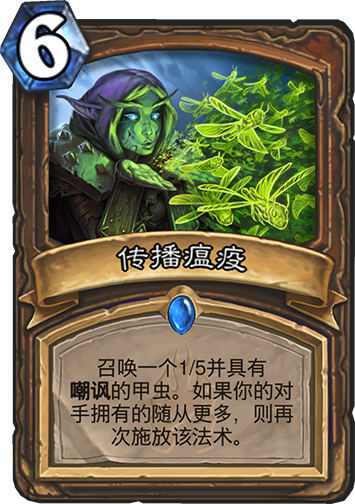 6
传播瘟疫
召唤一个1/5并具有
嘲讽的甲虫。如果你的对
手拥有的随从更多，则再
次施放该法术。